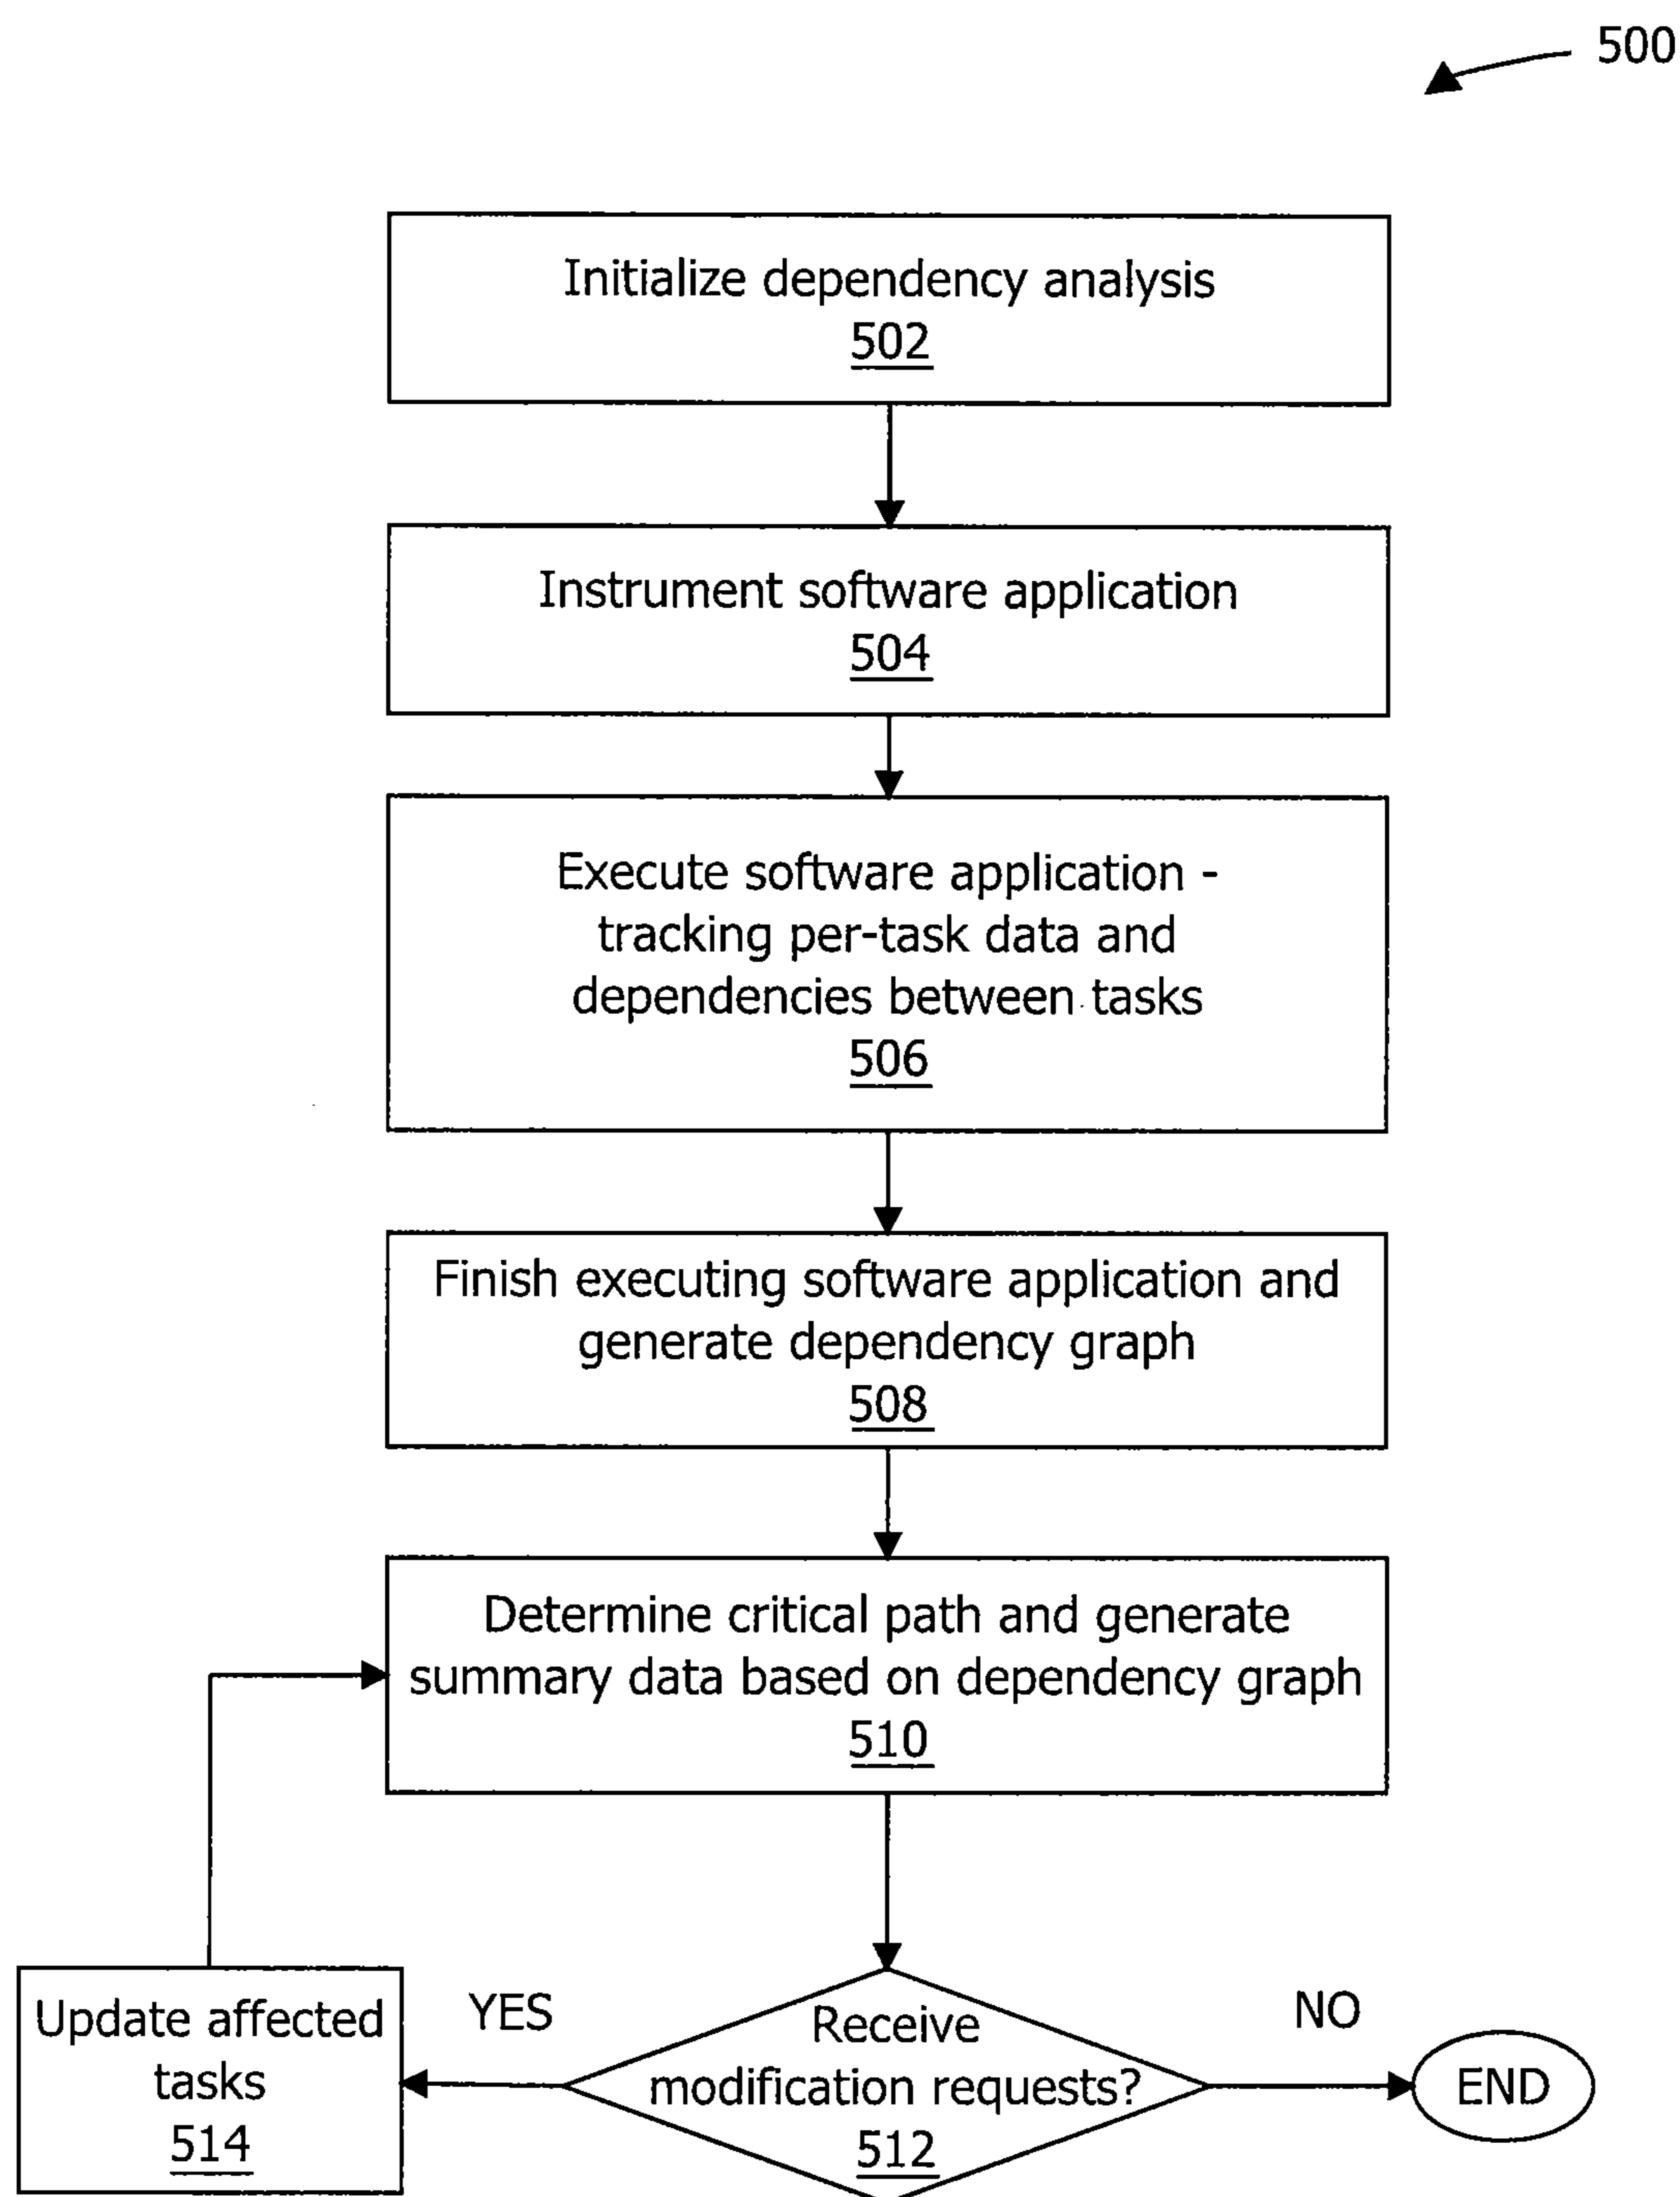 500
Initialize dependency analysis
502
Instrument software application
504
Execute software application -
tracking per-task data and
dependencies between tasks
506
Finish executing software application and
generate dependency graph
508
Determine critical path and generate
summary data based on dependency graph
510
Update affected
tasks
514
YES
Receive
modification requests?
512
NO
END